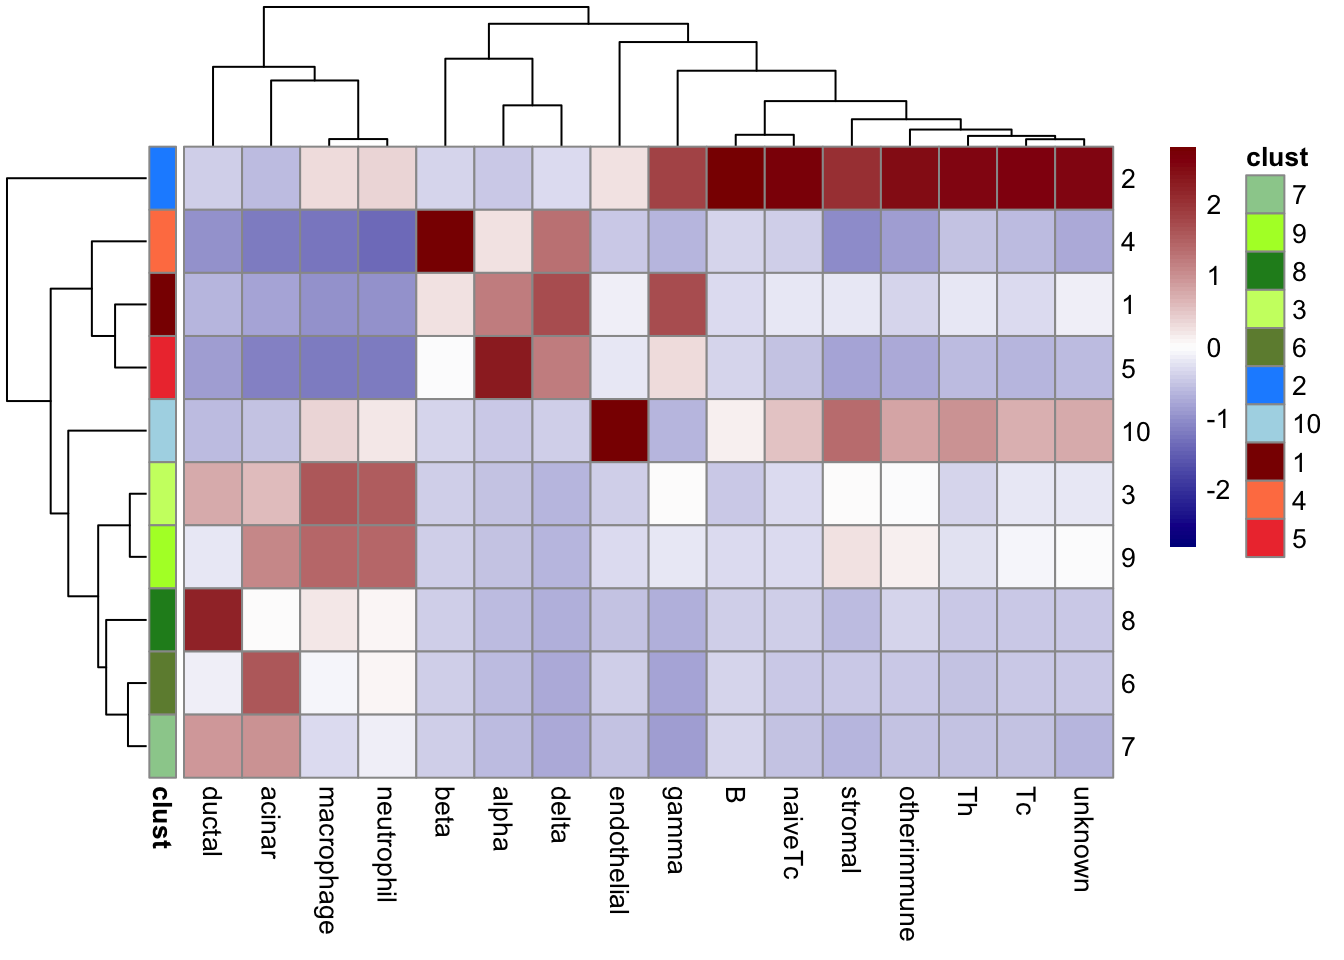 2
4
1
5
10
3
9
8
6
7
clust
ductal
acinar
macrophage
neutrophil
beta
alpha
delta
endothelial
gamma
B
naiveTc
stromal
otherimmune
Th
Tc
unknown
2
1
0
-1
-2
clust
7
9
8
3
6
2
10
1
4
5